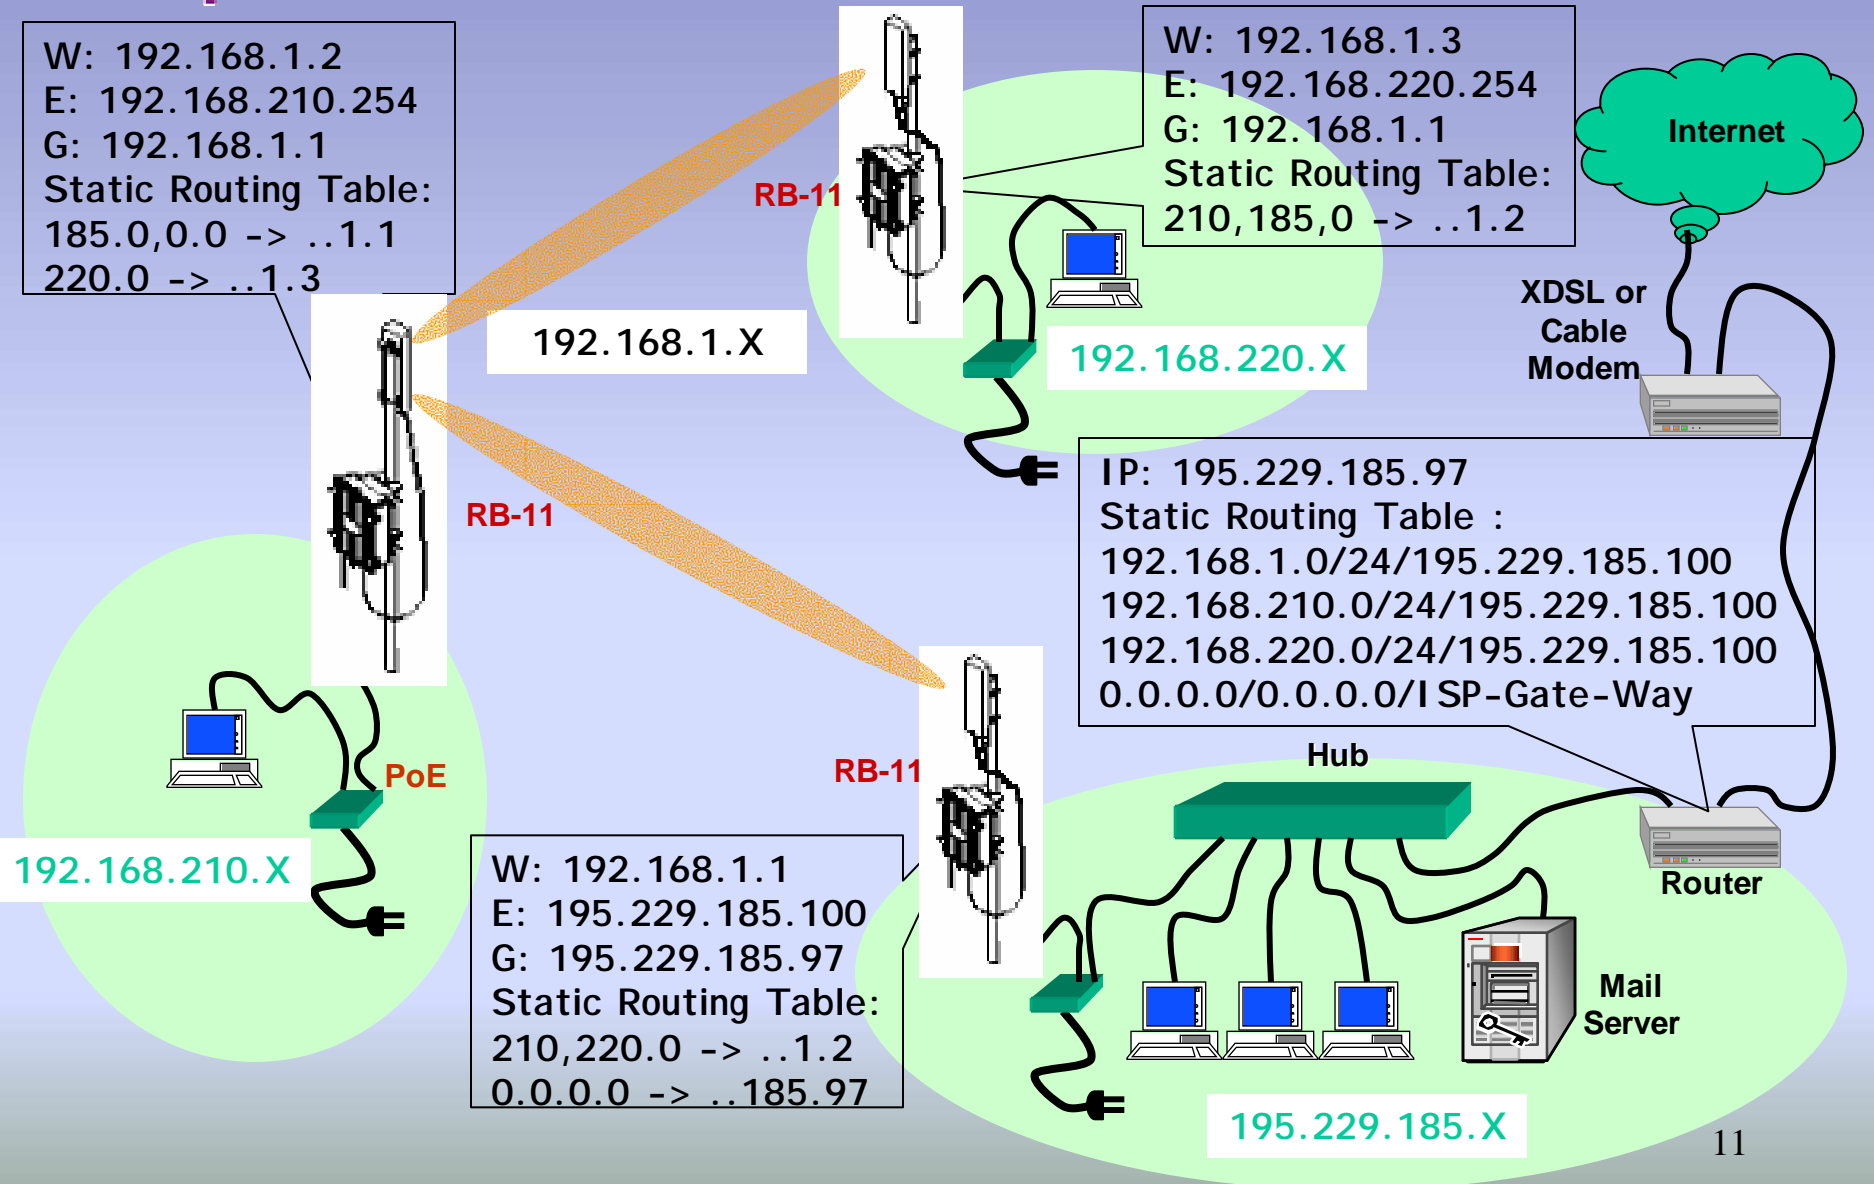 W: 192.168.1.2
E: 192.168.210.254
G: 192.168.1.1
Static Routing Table:
185.0,0.0 -> ..1.1
220.0 -> ..1.3
W: 192.168.1.3
E: 192.168.220.254
G: 192.168.1.1
Static Routing Table:
210,185,0 -> ..1.2
Internet
RB-11
XDSL or
Cable
Modem
192.168.1.X
192.168.220.X
RB-11
IP: 195.229.185.97
Static Routing Table :
192.168.1.0/24/195.229.185.100
192.168.210.0/24/195.229.185.100
192.168.220.0/24/195.229.185.100
0.0.0.0/0.0.0.0/ISP-Gate-Way
Hub
RB-11
PoE
192.168.210.X
W: 192.168.1.1
E: 195.229.185.100
G: 195.229.185.97
Static Routing Table:
210,220.0 -> ..1.2
0.0.0.0 -> ..185.97
Router
Mail
Server
195.229.185.X
11